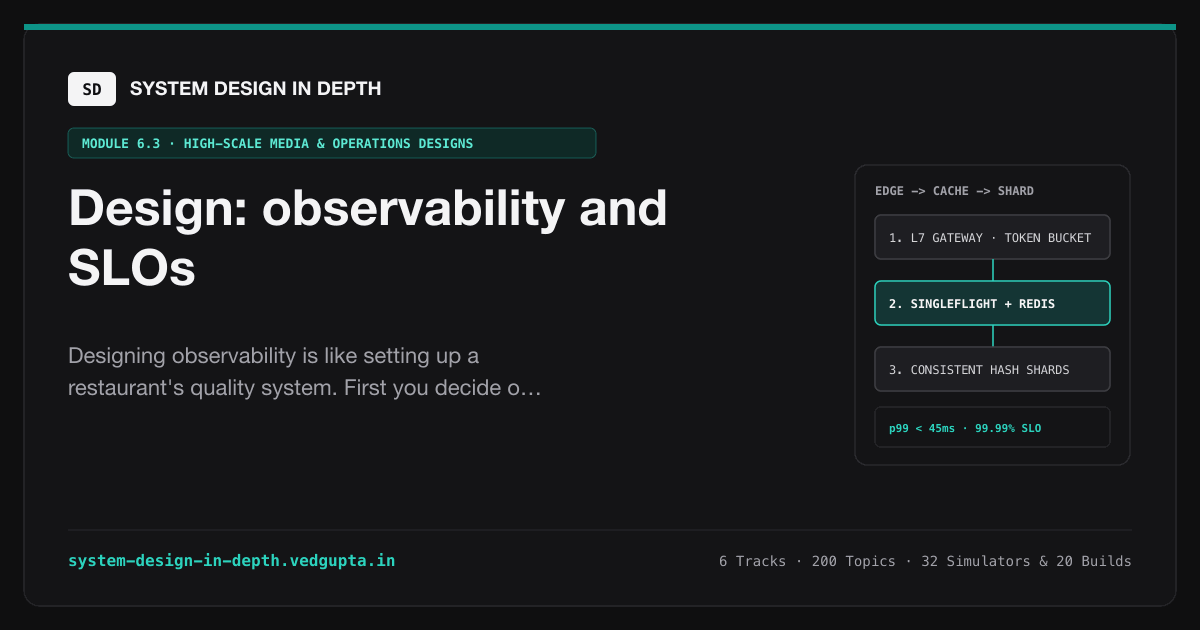 SD SYSTEM DESIGN IN DEPTH
MODULE 6.3 · HIGH-SCALE MEDIA & OPERATIONS DESIGNS
Design: observability and
SLOs
Designing observability is like setting up a
restaurant's quality system. First you decide o…
EDGE -> CACHE -> SHARD
1. L7 GATEWAY · TOKEN BUCKET
2. SINGLEFLIGHT + REDIS
3. CONSISTENT HASH SHARDS
p99 < 45ms · 99.99% SLO
system-design-in-depth.vedgupta.in
6 Tracks · 200 Topics · 32 Simulators & 20 Builds